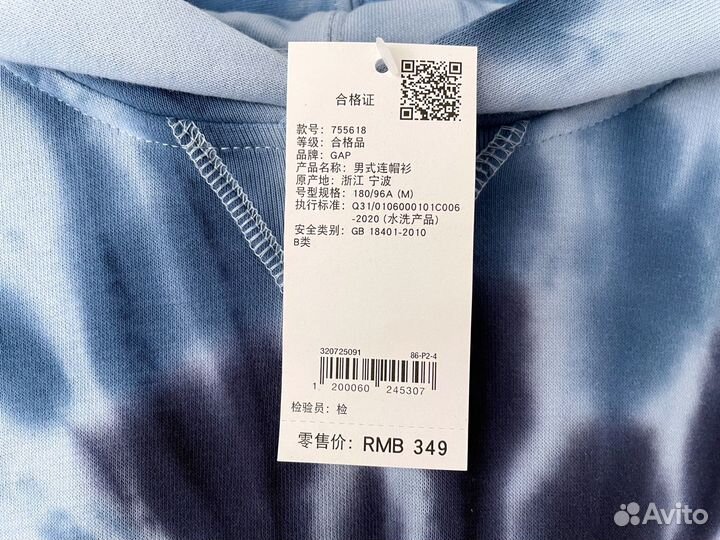 合格证
款号: 755618
等级: 合格品
品牌: GAP
产品名称: 男式连帽衫
原产地: 浙江 宁波
号型规格: 180/96A (M)
执行标准: Q31/0106000101C006
-2020 (水洗产品)
安全类别: GB 18401-2010
B类
320725091 86-P2-4
1 200060 245307
检验员: 检
零售价: RMB 349
Avito